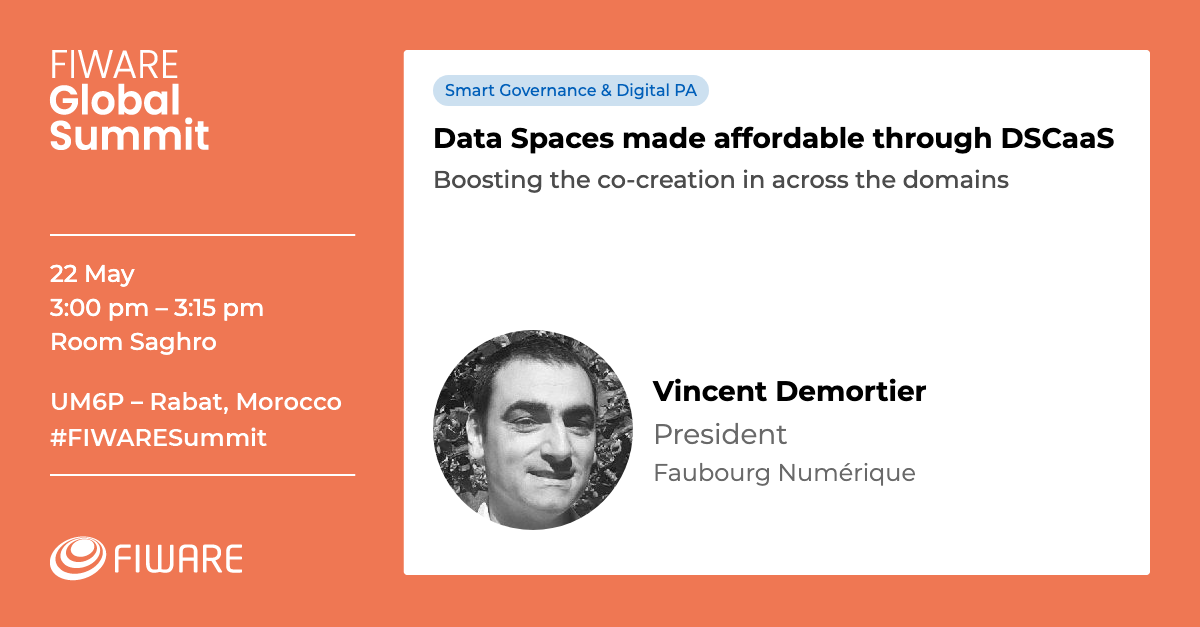 FIWARE
Global
Summit
22 May
3:00 pm – 3:15 pm
Room Saghro
UM6P – Rabat, Morocco
#FIWARESummit
FIWARE
Smart Governance & Digital PA
Data Spaces made affordable through DSCaaS
Boosting the co-creation in across the domains
Vincent Demortier
President
Faubourg Numérique